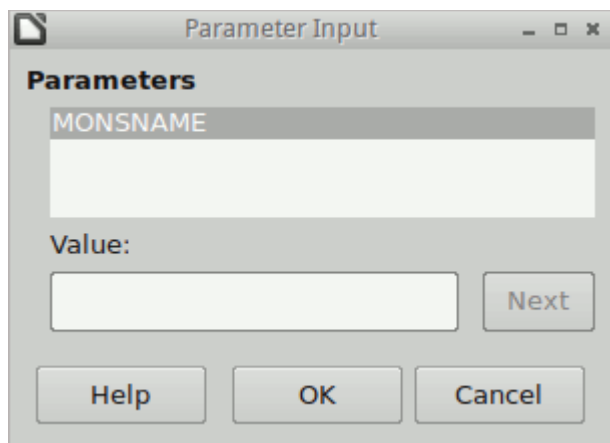 Parameter Input
Parameters
MONSNAME
Value:
Next
Help OK Cancel